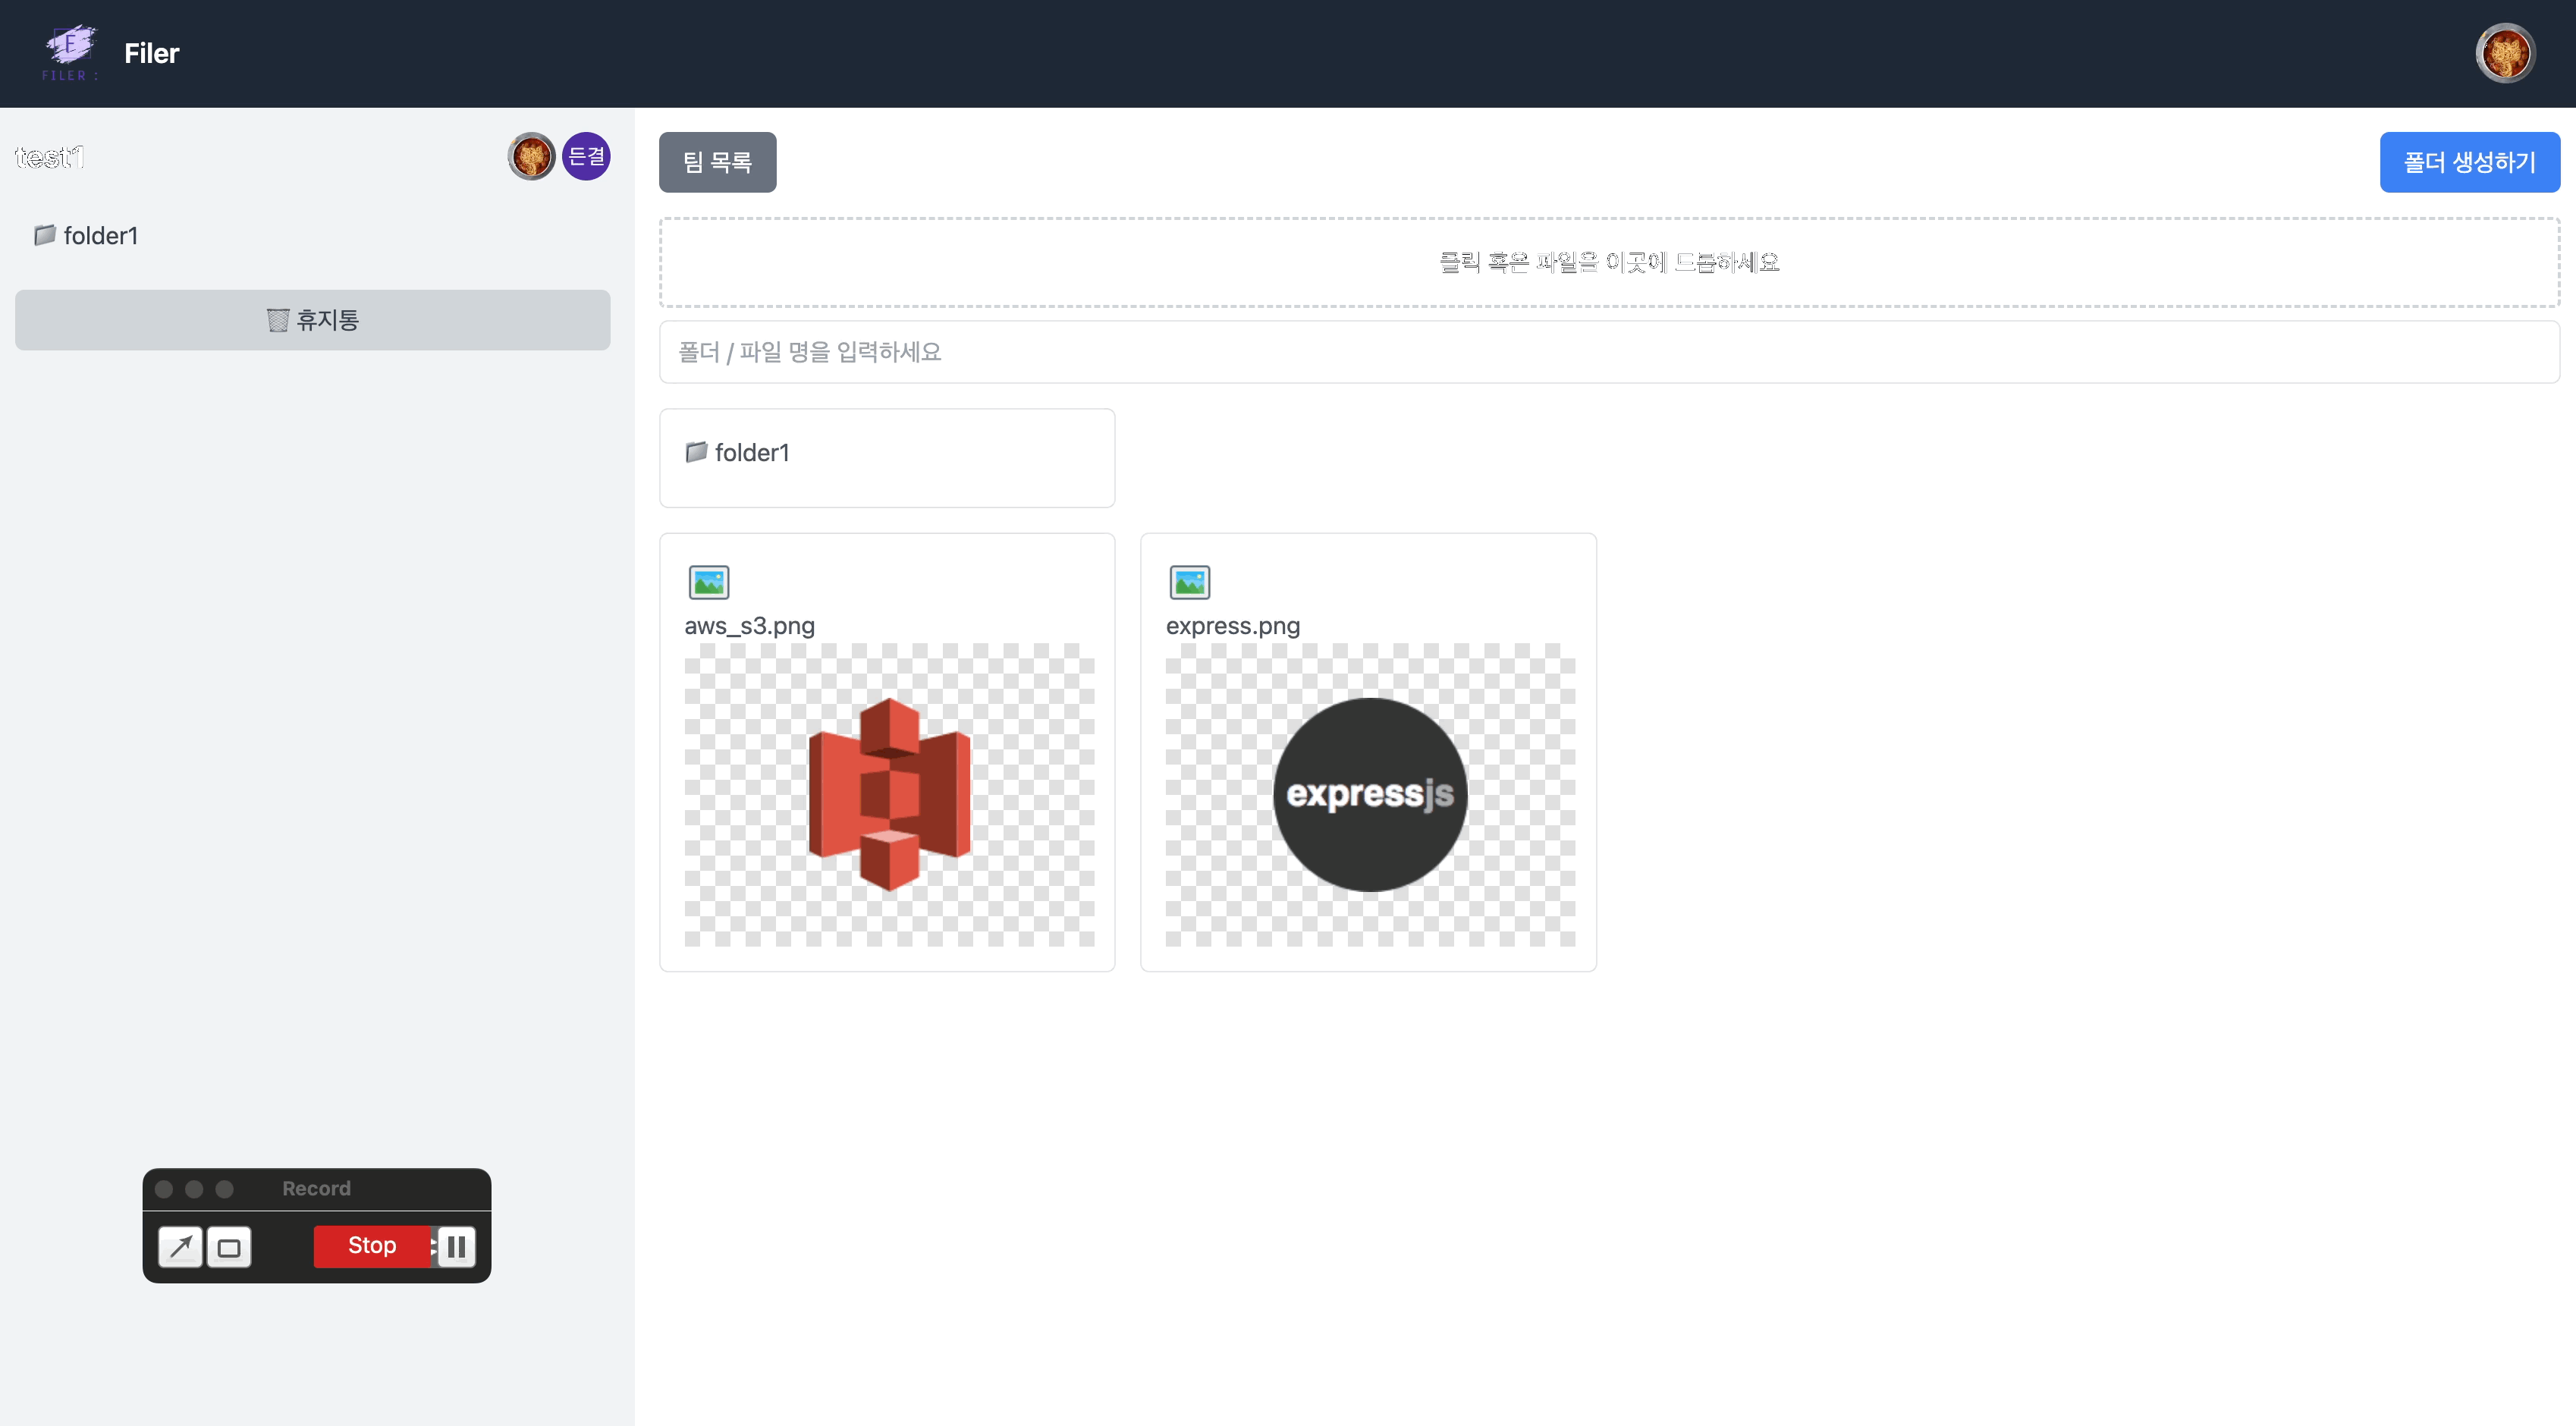 F
FILER :
Filer
test1
든결
folder1
휴지통
팀 목록
폴더 생성하기
클릭 혹은 파일을 이곳에 드롭하세요
폴더 / 파일 명을 입력하세요
folder1
aws_s3.png
express.png
expressjs
Record
Stop